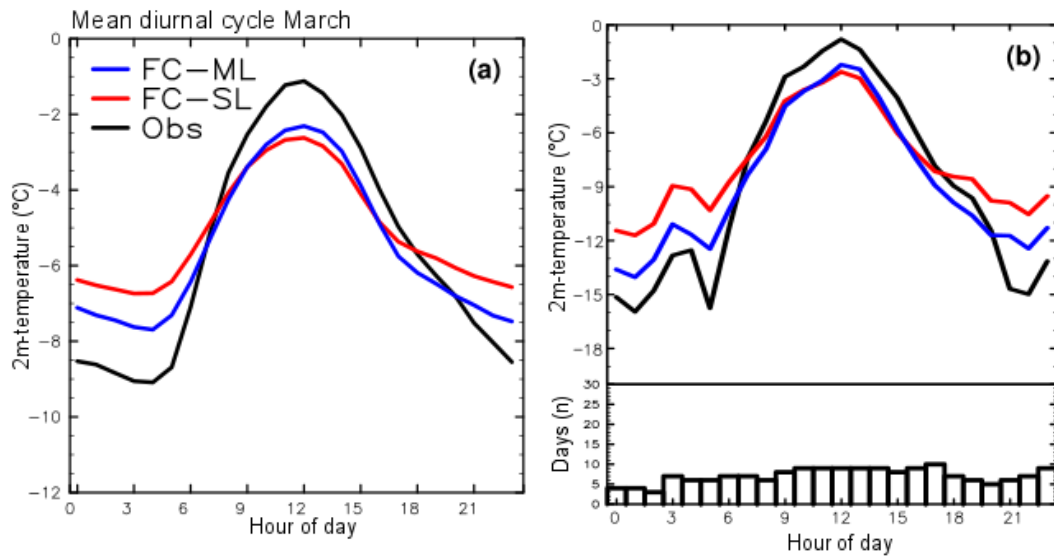 Mean diurnal cycle March
(a)
FC-ML
FC-SL
Obs
2m-temperature (°C)
0
-2
-4
-6
-8
-10
-12
0 3 6 9 12 15 18 21
Hour of day
(b)
2m-temperature (°C)
-0
-3
-6
-9
-12
-15
-18
Days (n)
30
25
20
15
10
5
0
0 3 6 9 12 15 18 21
Hour of day